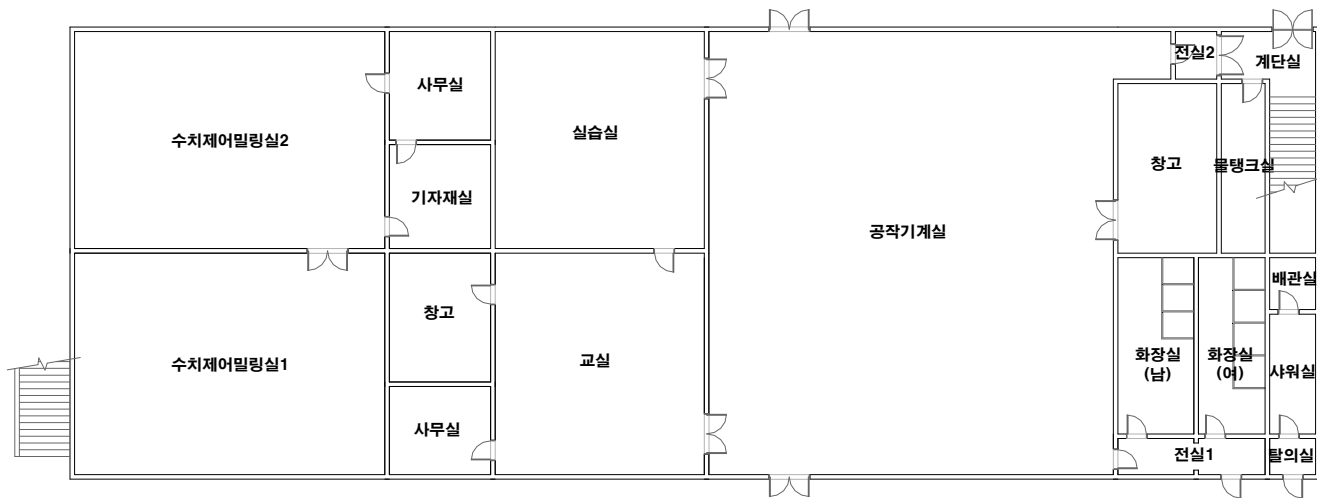 전실2
계단실
사무실
수치제어밀링실2
실습실
창고
물탱크실
기자재실
공작기계실
배관실
창고
수치제어밀링실1
교실
화장실
(남)
화장실
(여)
샤워실
사무실
전실1
탈의실